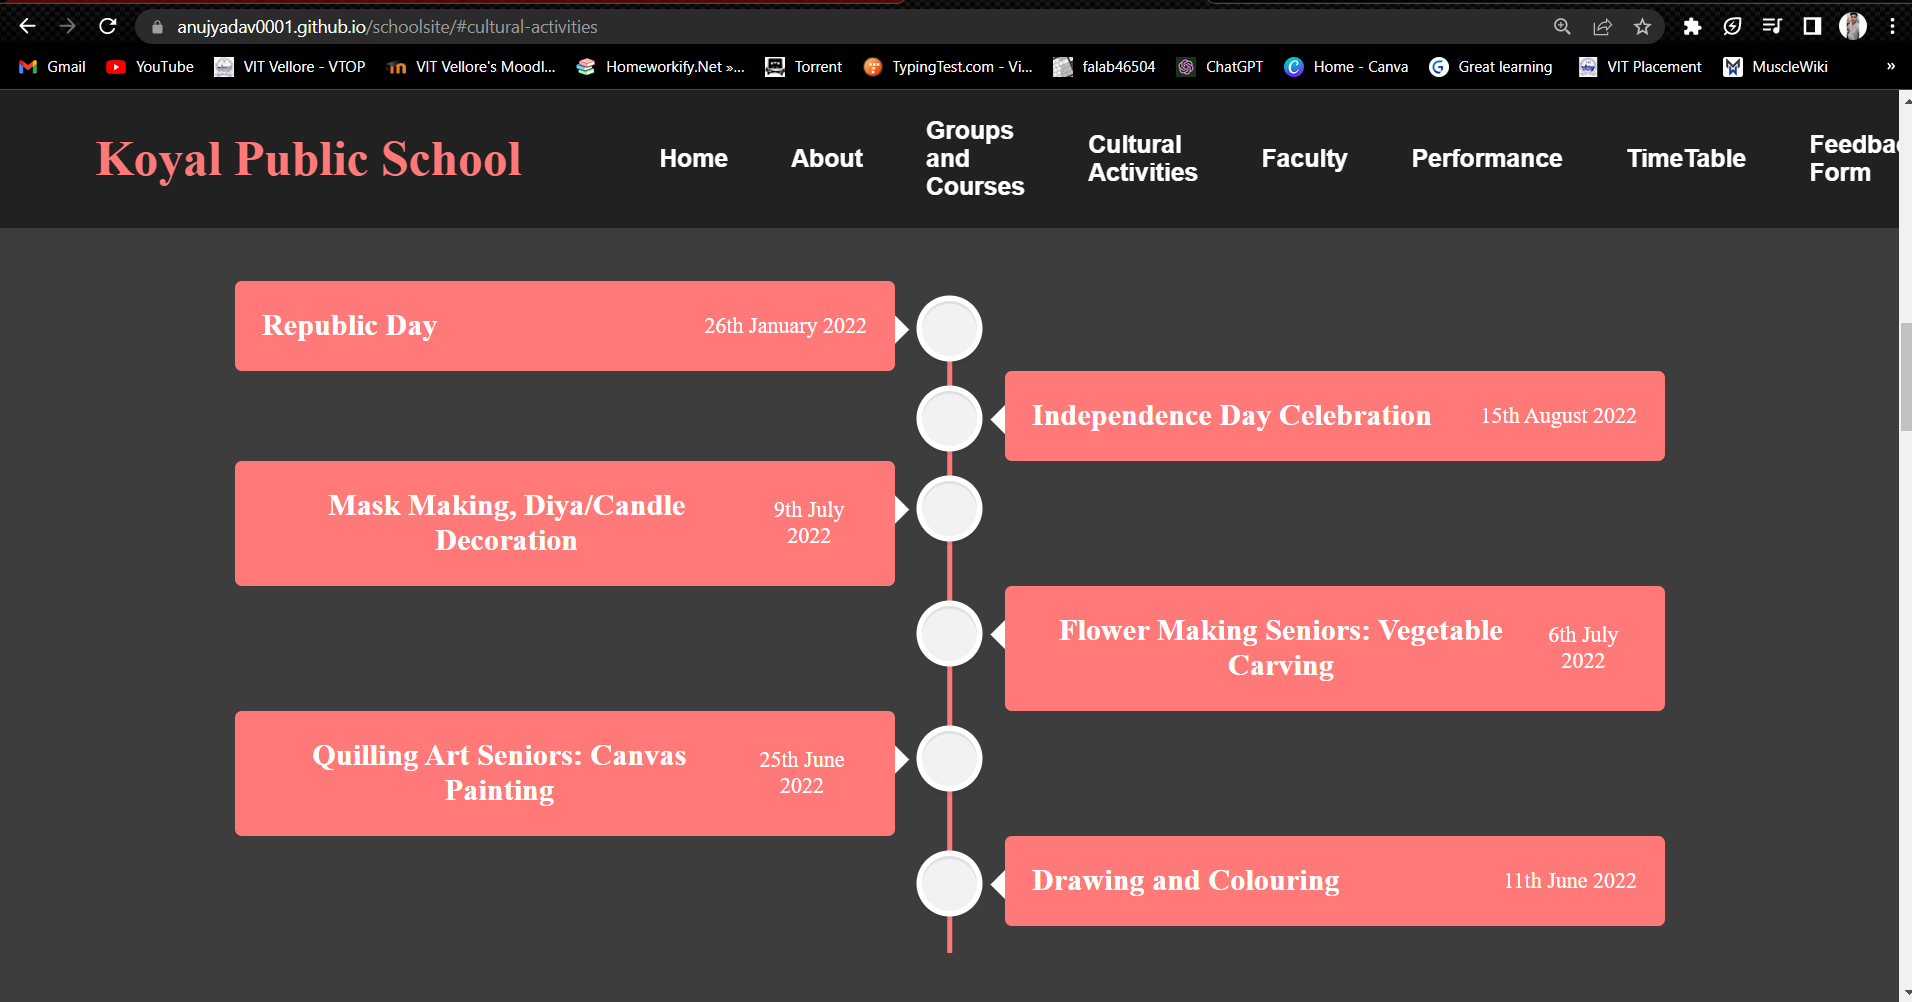 anujyadav0001.github.io/schoolsite/#cultural-activities
Gmail YouTube VIT Vellore - VTOP VIT Vellore's Moodl... Homeworkify.Net »... Torrent TypingTest.com - Vi... falab46504 ChatGPT Home - Canva Great learning VIT Placement MuscleWiki »
Koyal Public School
Home
About
Groups
and
Courses
Cultural
Activities
Faculty
Performance
TimeTable
Feedbac
Form
Republic Day 26th January 2022
Independence Day Celebration 15th August 2022
Mask Making, Diya/Candle
Decoration
9th July
2022
Flower Making Seniors: Vegetable
Carving
6th July
2022
Quilling Art Seniors: Canvas
Painting
25th June
2022
Drawing and Colouring 11th June 2022